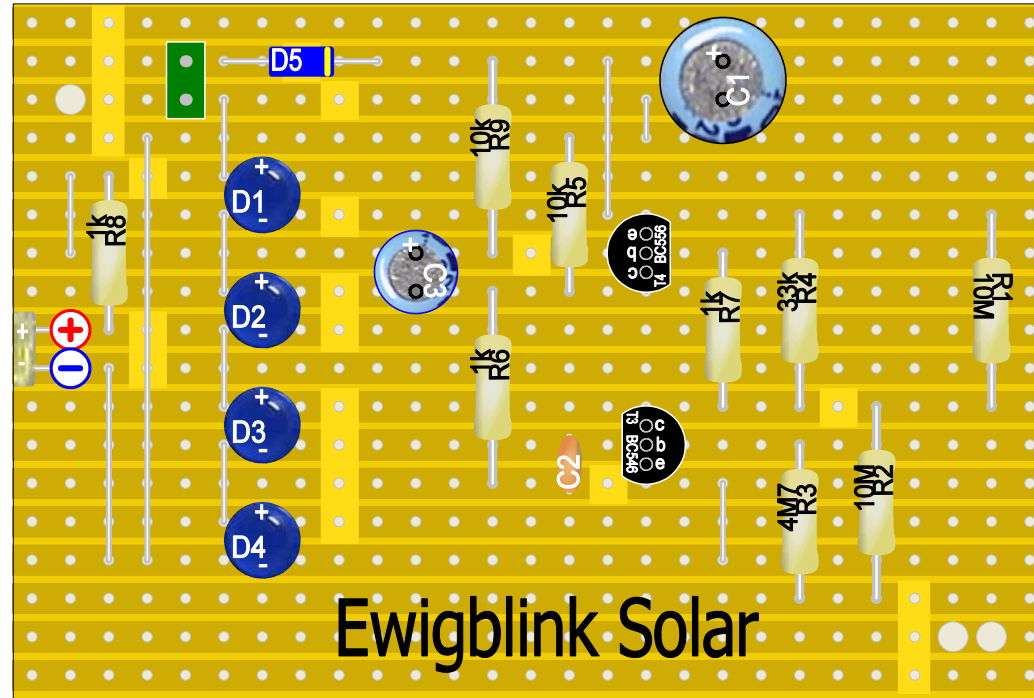 D5
C1
10k
R9
10k
R5
D1
1k
R8
e
b
c
T4 BC556
C3
D2
1k
R7
33k
R4
R1
10M
1k
R6
D3
T3 BC546
c
b
e
C2
4M7
R3
10M
R2
D4
Ewigblink Solar